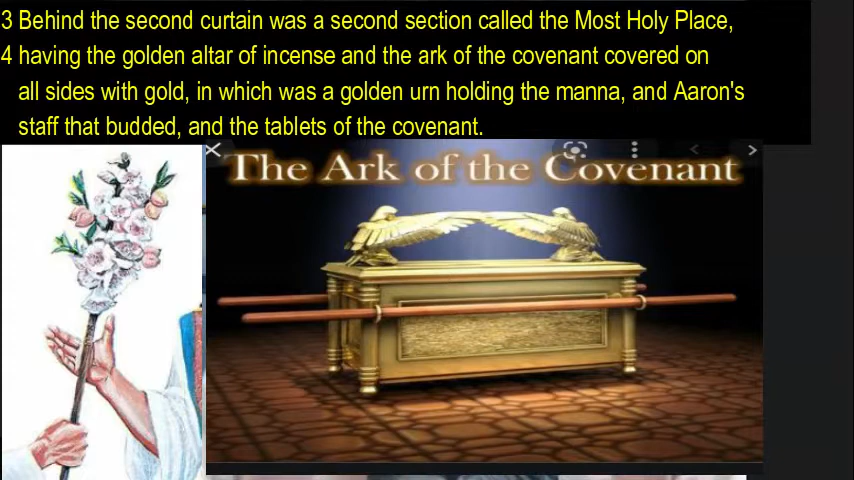 3 Behind the second curtain was a second section called the Most Holy Place,
4 having the golden altar of incense and the ark of the covenant covered on
all sides with gold, in which was a golden urn holding the manna, and Aaron's
staff that budded, and the tablets of the covenant.
The Ark of the Covenant